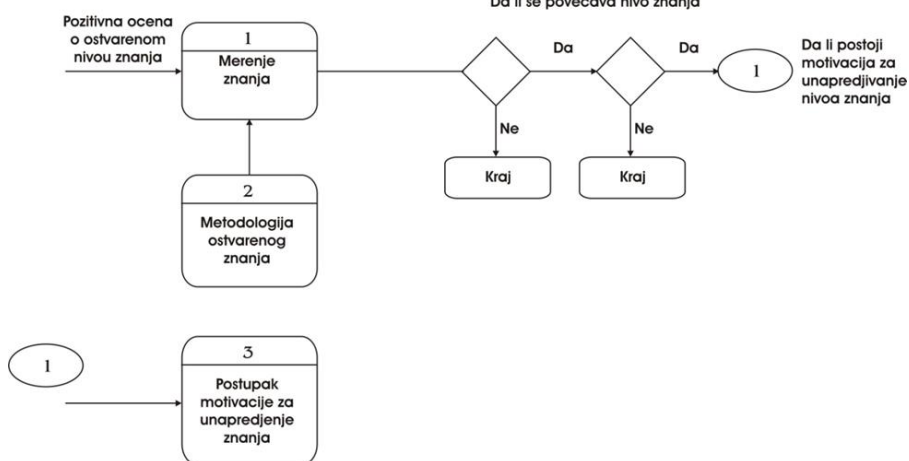 Da li se povećava nivo znanja
Pozitivna ocena
o ostvarenom
nivou znanja
1
Merenje
znanja
Da
Da
1
Da li postoji
motivacija za
unapredjivanje
nivoa znanja
Ne
Ne
Kraj
Kraj
2
Metodologija
ostvarenog
znanja
1
3
Postupak
motivacije za
unapredjenje
znanja